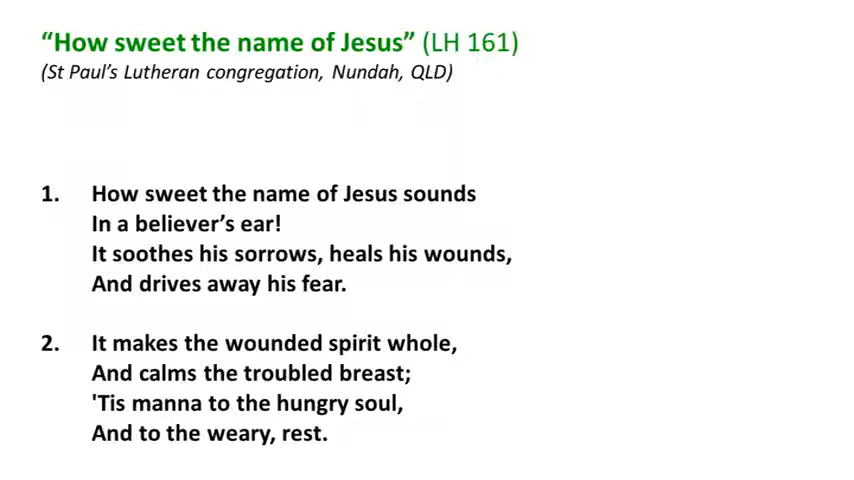 “How sweet the name of Jesus” (LH 161)
(St Paul’s Lutheran congregation, Nundah, QLD)
1. How sweet the name of Jesus sounds
In a believer’s ear!
It soothes his sorrows, heals his wounds,
And drives away his fear.
2. It makes the wounded spirit whole,
And calms the troubled breast;
'Tis manna to the hungry soul,
And to the weary, rest.